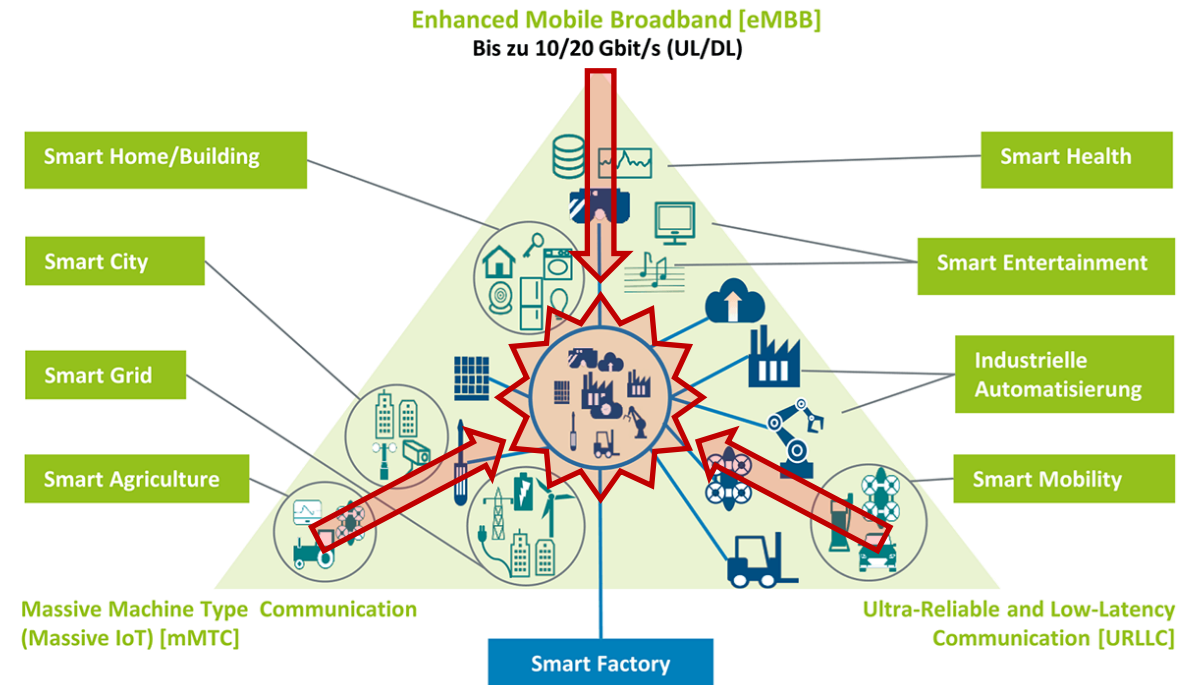 Enhanced Mobile Broadband [eMBB]
Bis zu 10/20 Gbit/s (UL/DL)
Smart Home/Building
Smart Health
Smart City
Smart Entertainment
Smart Grid
Industrielle
Automatisierung
Smart Agriculture
Smart Mobility
Massive Machine Type  Communication
(Massive IoT) [mMTC]
Ultra-Reliable and Low-Latency
Communication [URLLC]
Smart Factory